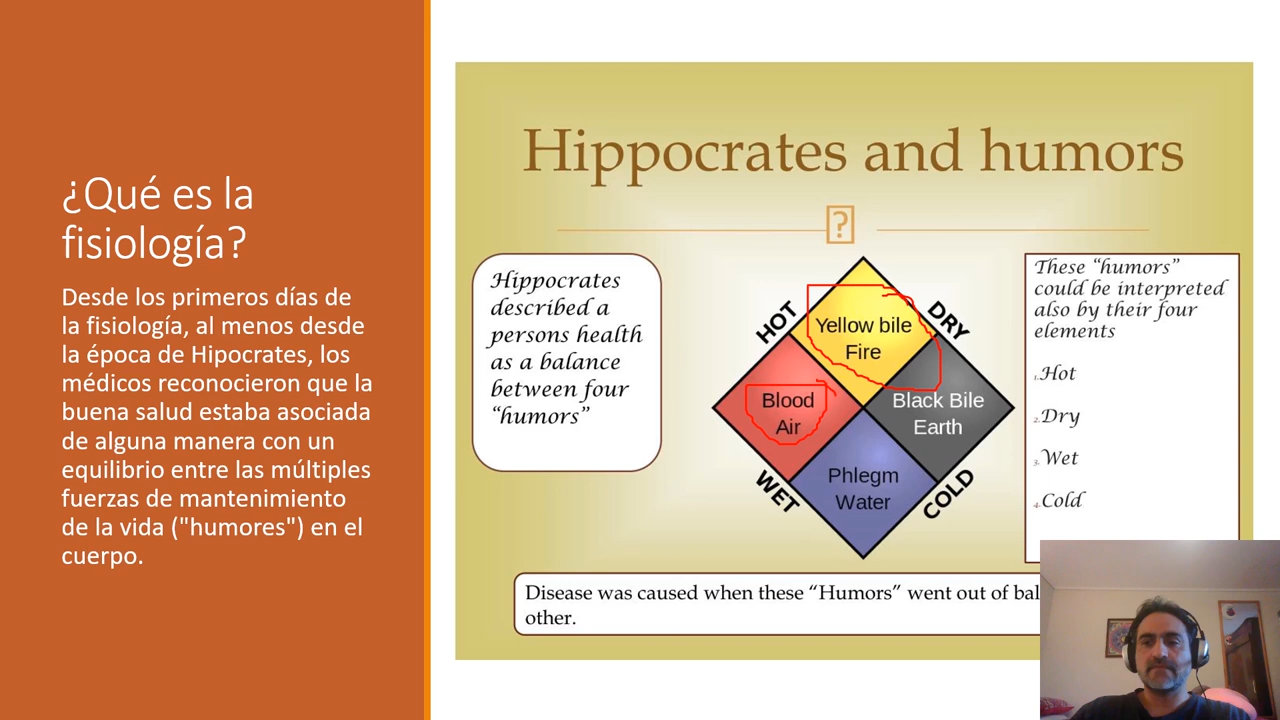 ¿Qué es la
fisiología?
Desde los primeros días de
la fisiología, al menos desde
la época de Hipocrates, los
médicos reconocieron que la
buena salud estaba asociada
de alguna manera con un
equilibrio entre las múltiples
fuerzas de mantenimiento
de la vida ("humores") en el
cuerpo.
Hippocrates and humors
Hippocrates
described a
persons health
as a balance
between four
“humors”
HOT
DRY
Yellow bile
Fire
Blood
Air
Black Bile
Earth
Phlegm
Water
WET
COLD
These “humors”
could be interpreted
also by their four
elements
1. Hot
2. Dry
3. Wet
4. Cold
Disease was caused when these “Humors” went out of
other.